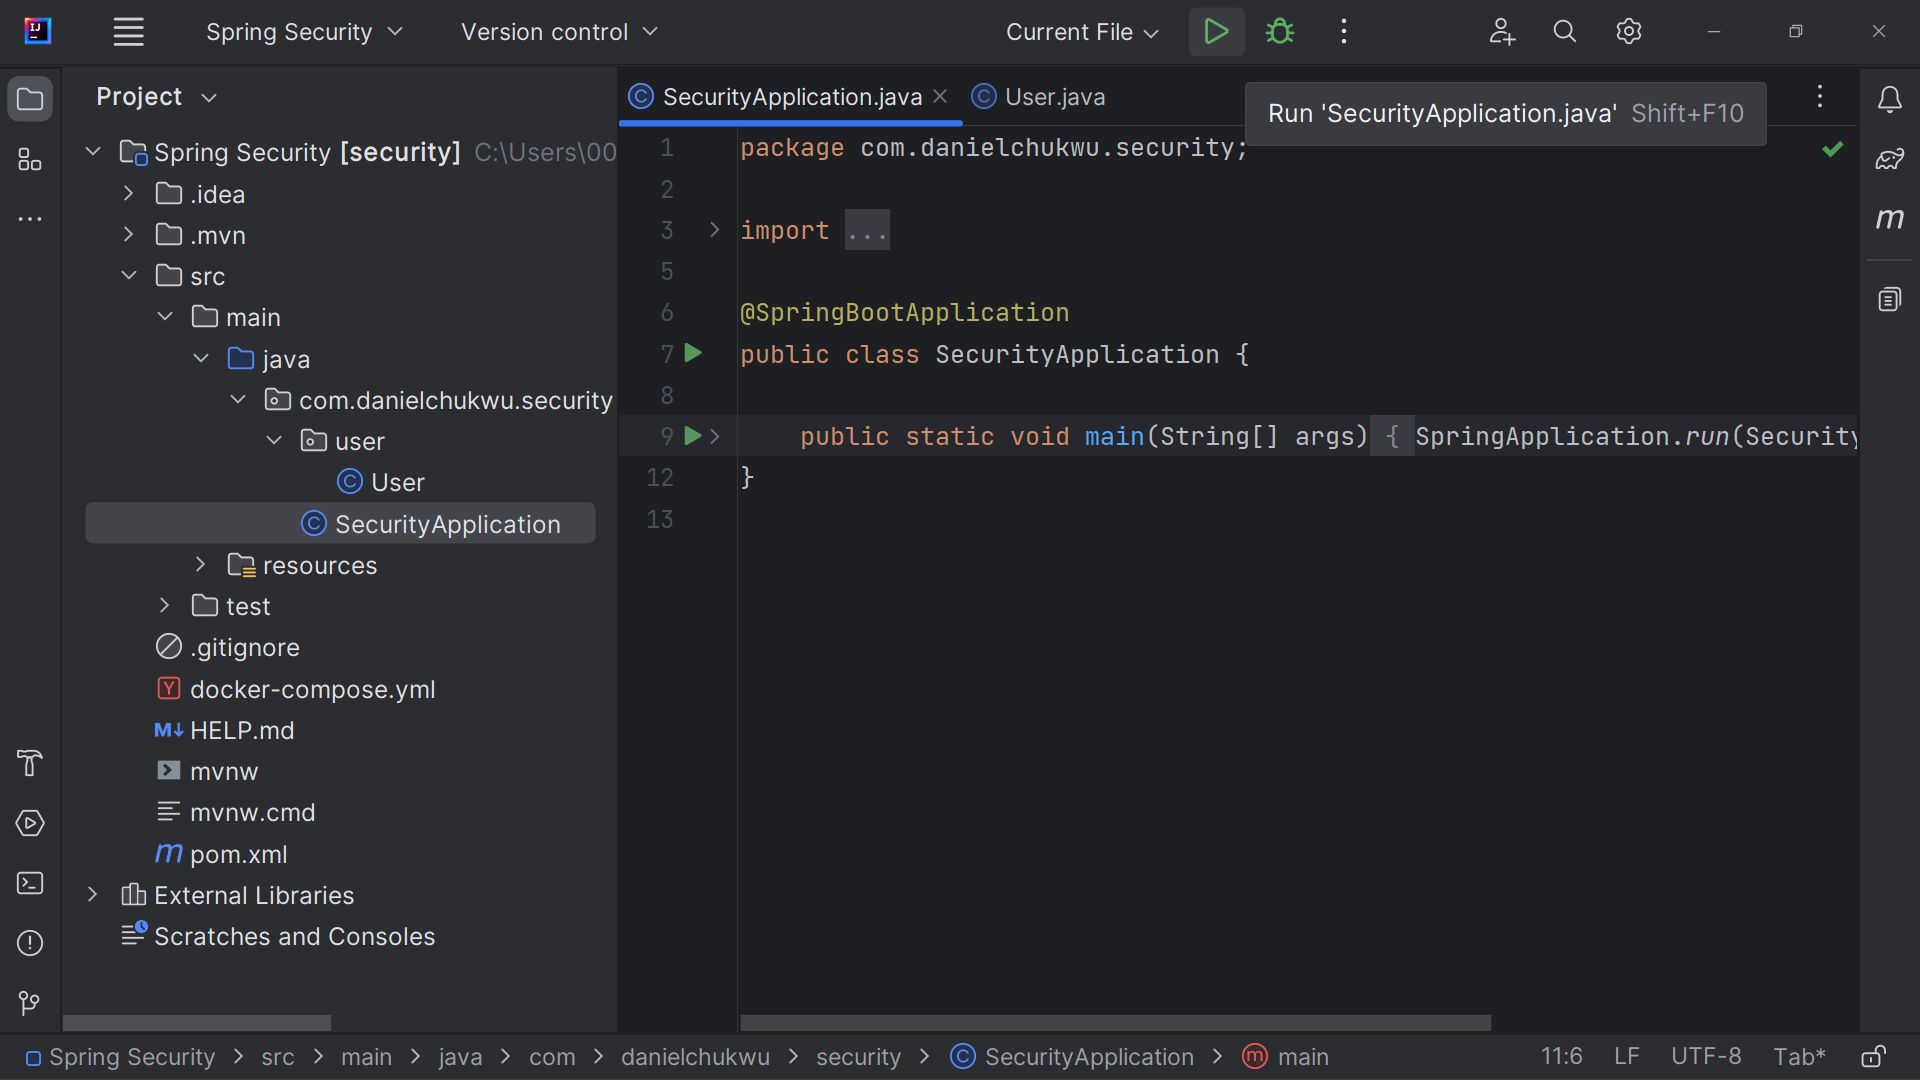 IJ
Spring Security
Version control
Current File
Project
SecurityApplication.java
User.java
Run 'SecurityApplication.java' Shift+F10
Spring Security [security] C:\Users\00
.idea
.mvn
src
main
java
com.danielchukwu.security
user
C User
C SecurityApplication
resources
test
.gitignore
Y docker-compose.yml
M↓ HELP.md
mvnw
mvnw.cmd
m pom.xml
External Libraries
Scratches and Consoles
1 package com.danielchukwu.security;
2
3 import ...
5
6 @SpringBootApplication
7 public class SecurityApplication {
8
9 public static void main(String[] args) { SpringApplication.run(Security
12 }
13
m
Spring Security > src > main > java > com > danielchukwu > security > C SecurityApplication > m main
11:6 LF UTF-8 Tab*